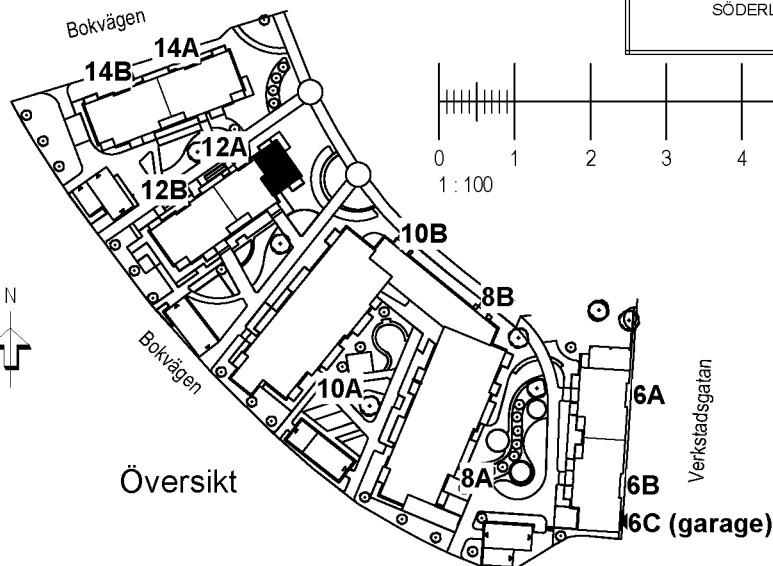 Bokvägen
SÖDERL
14A
14B
12A
12B
0 1 2 3 4
1 : 100
10B
8B
N
Bokvägen
10A
6A
Verkstadsgatan
Översikt
8A
6B
6C (garage)